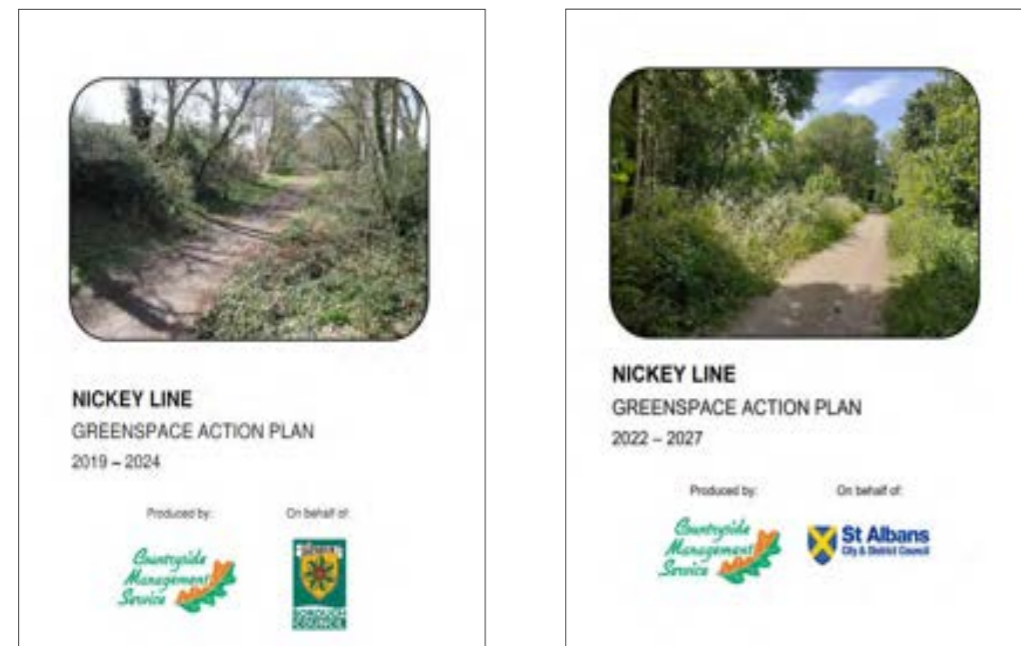 NICKEY LINE
GREENSPACE ACTION PLAN
2019 – 2024
Produced by:
On behalf of:
Countryside
Management
Service
BOROUGH
COUNCIL
NICKEY LINE
GREENSPACE ACTION PLAN
2022 – 2027
Produced by:
On behalf of:
Countryside
Management
Service
St Albans
City & District Council